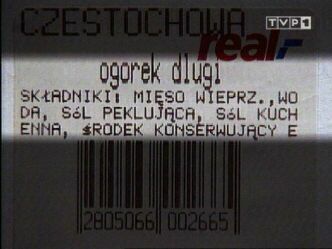 CZESTOCHOWA
TVP1
real,-
ogorek dlugi
SKŁADNIKI: MIĘSO WIEPRZ.,WO
DA, SóL PEKLUJĄCA, SóL KUCH
ENNA, śRODEK KONSERWUJĄCY E
2805066 002665